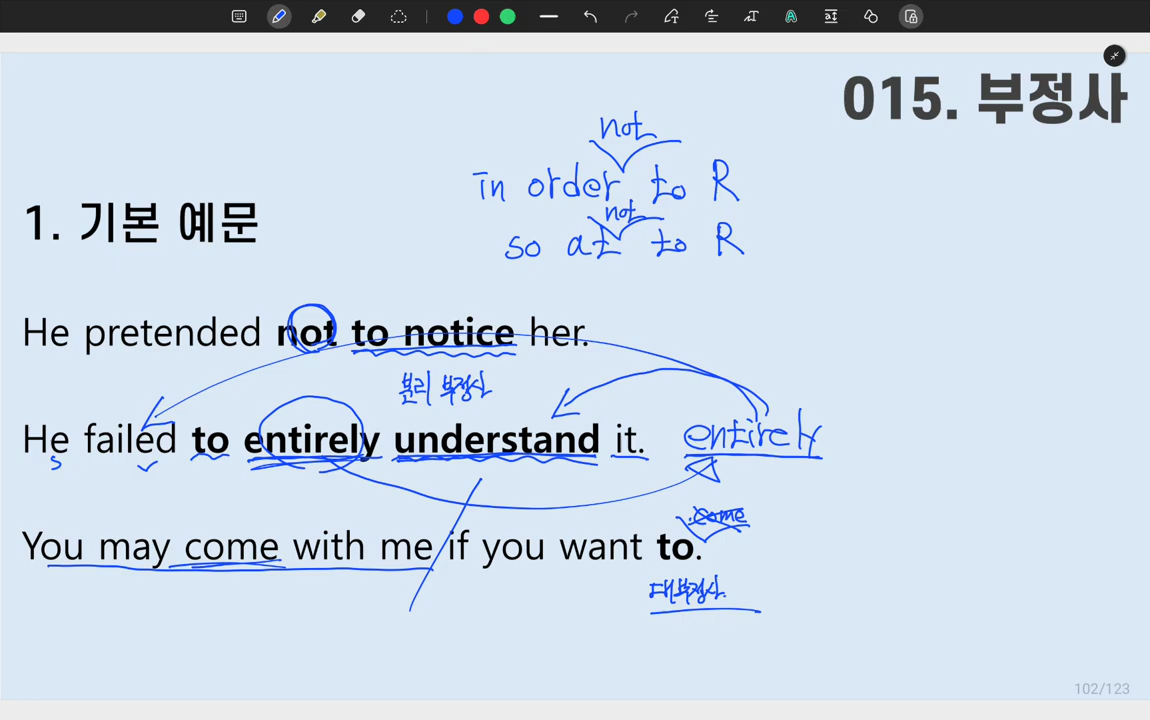 015. 부정사
not
in order to R
not
so as to R
1. 기본 예문
He pretended not to notice her.
분리 부정사
He failed to entirely understand it. entirely
s v
come
You may come with me if you want to.
대부정사
102/123